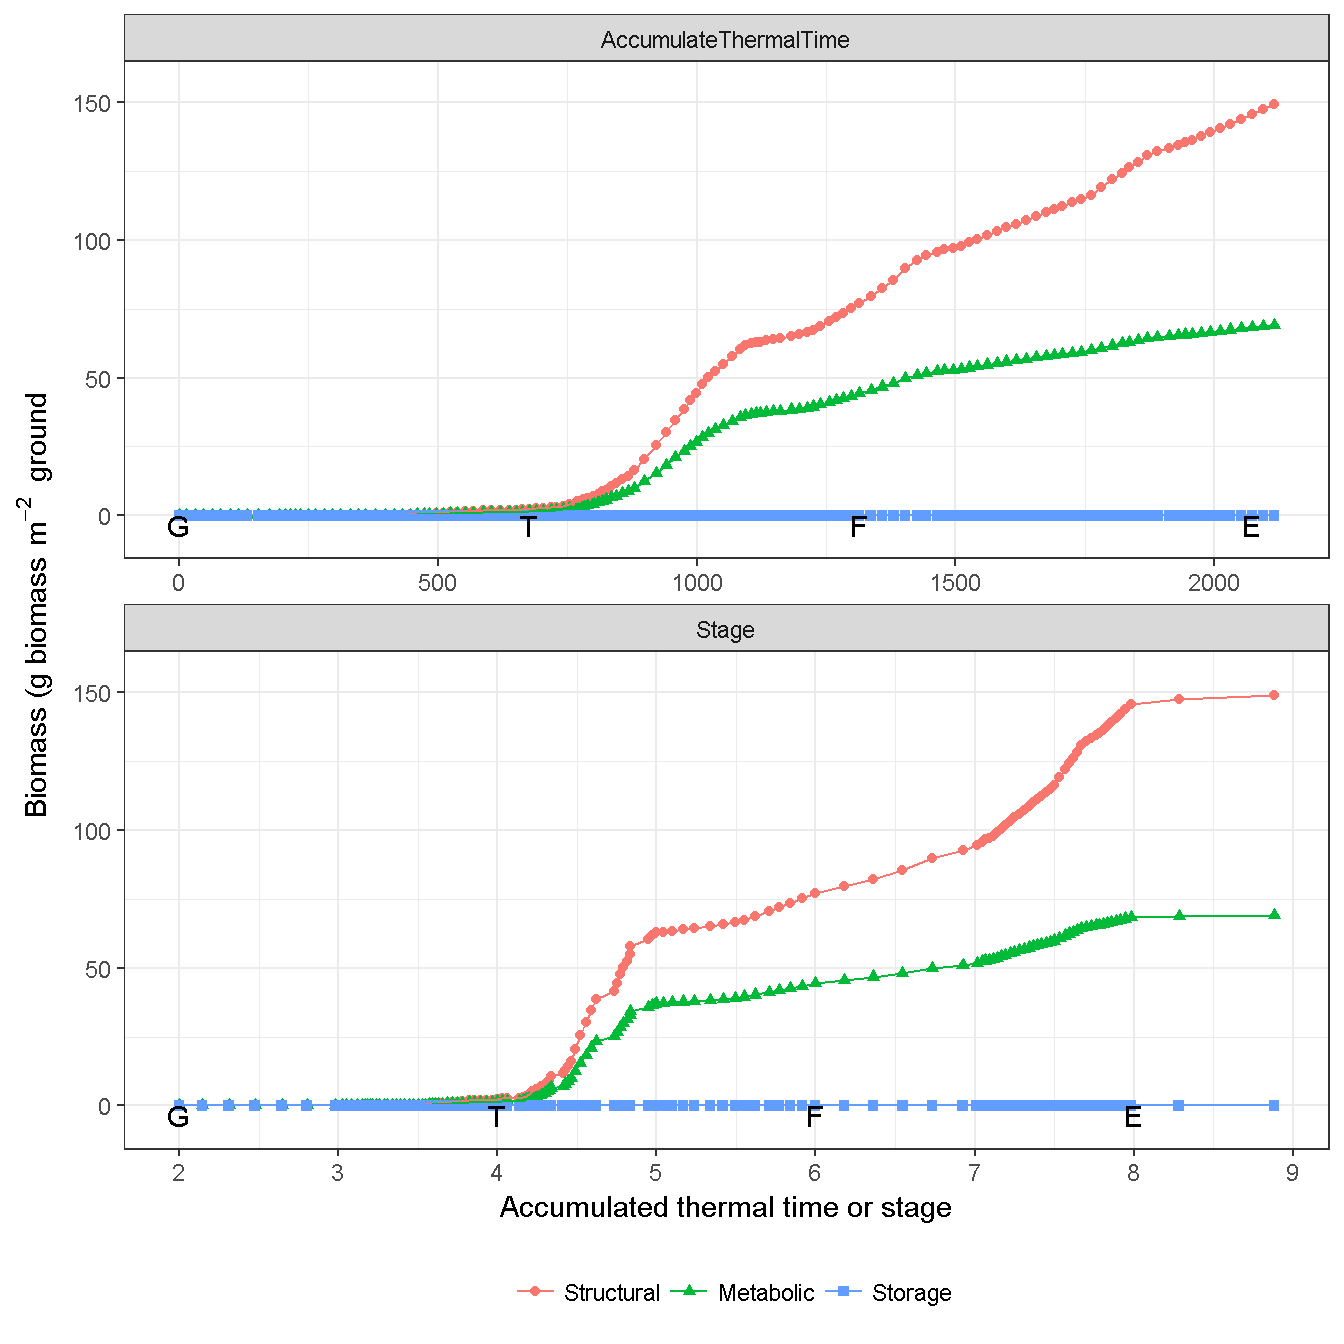 AccumulateThermalTime
150
100
50
0
G T F E
0 500 1000 1500 2000
Stage
150
100
50
0
G T F E
2 3 4 5 6 7 8 9
Biomass (g biomass m⁻² ground
Accumulated thermal time or stage
Structural Metabolic Storage